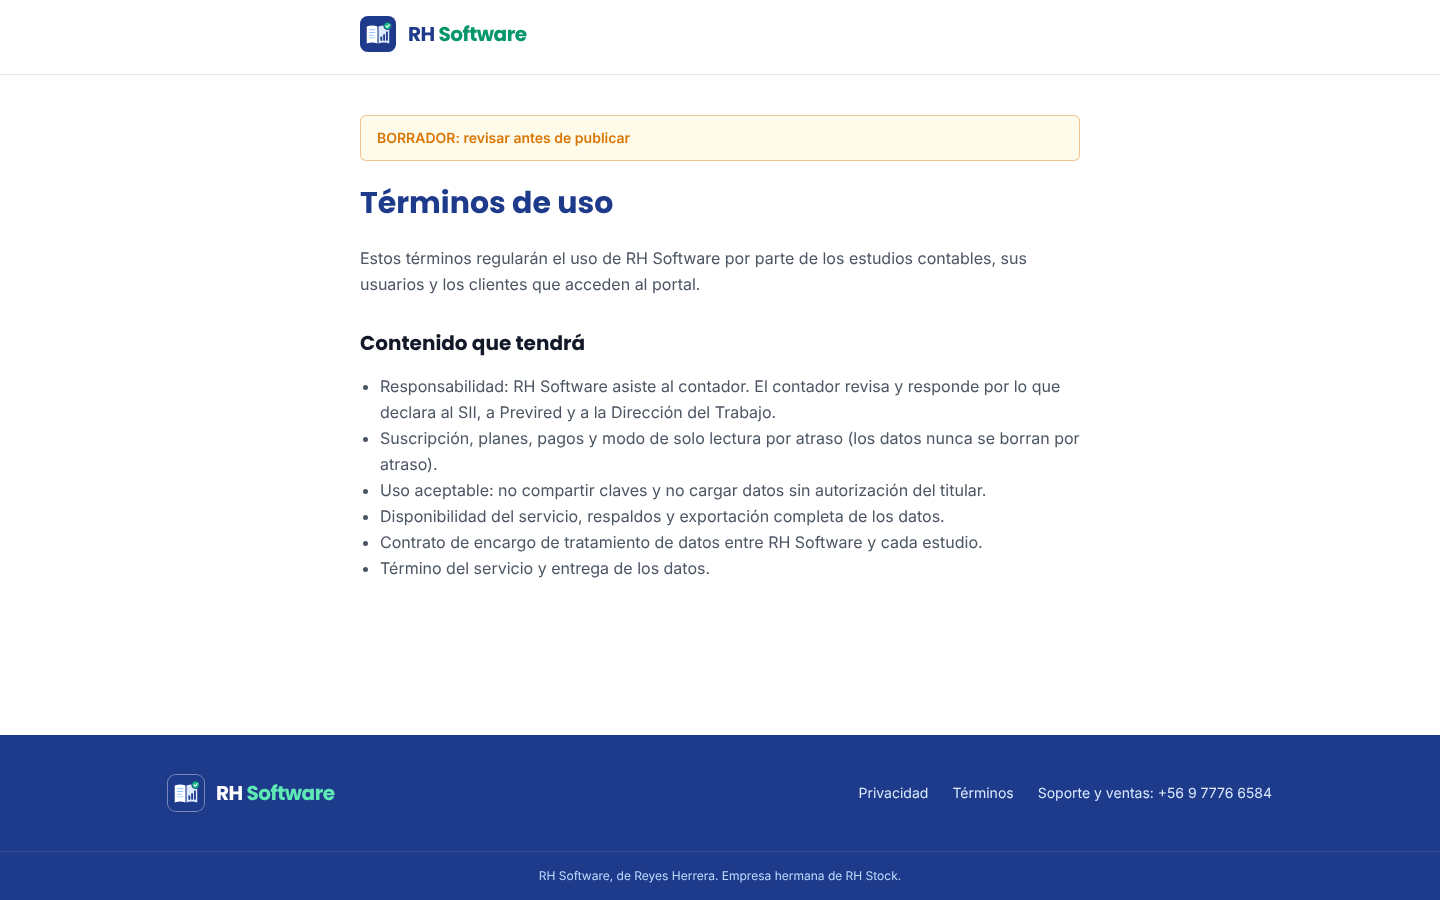 RH Software
BORRADOR: revisar antes de publicar
Términos de uso
Estos términos regularán el uso de RH Software por parte de los estudios contables, sus
usuarios y los clientes que acceden al portal.
Contenido que tendrá
• Responsabilidad: RH Software asiste al contador. El contador revisa y responde por lo que
declara al SII, a Previred y a la Dirección del Trabajo.
• Suscripción, planes, pagos y modo de solo lectura por atraso (los datos nunca se borran por
atraso).
• Uso aceptable: no compartir claves y no cargar datos sin autorización del titular.
• Disponibilidad del servicio, respaldos y exportación completa de los datos.
• Contrato de encargo de tratamiento de datos entre RH Software y cada estudio.
• Término del servicio y entrega de los datos.
RH Software
Privacidad Términos Soporte y ventas: +56 9 7776 6584
RH Software, de Reyes Herrera. Empresa hermana de RH Stock.